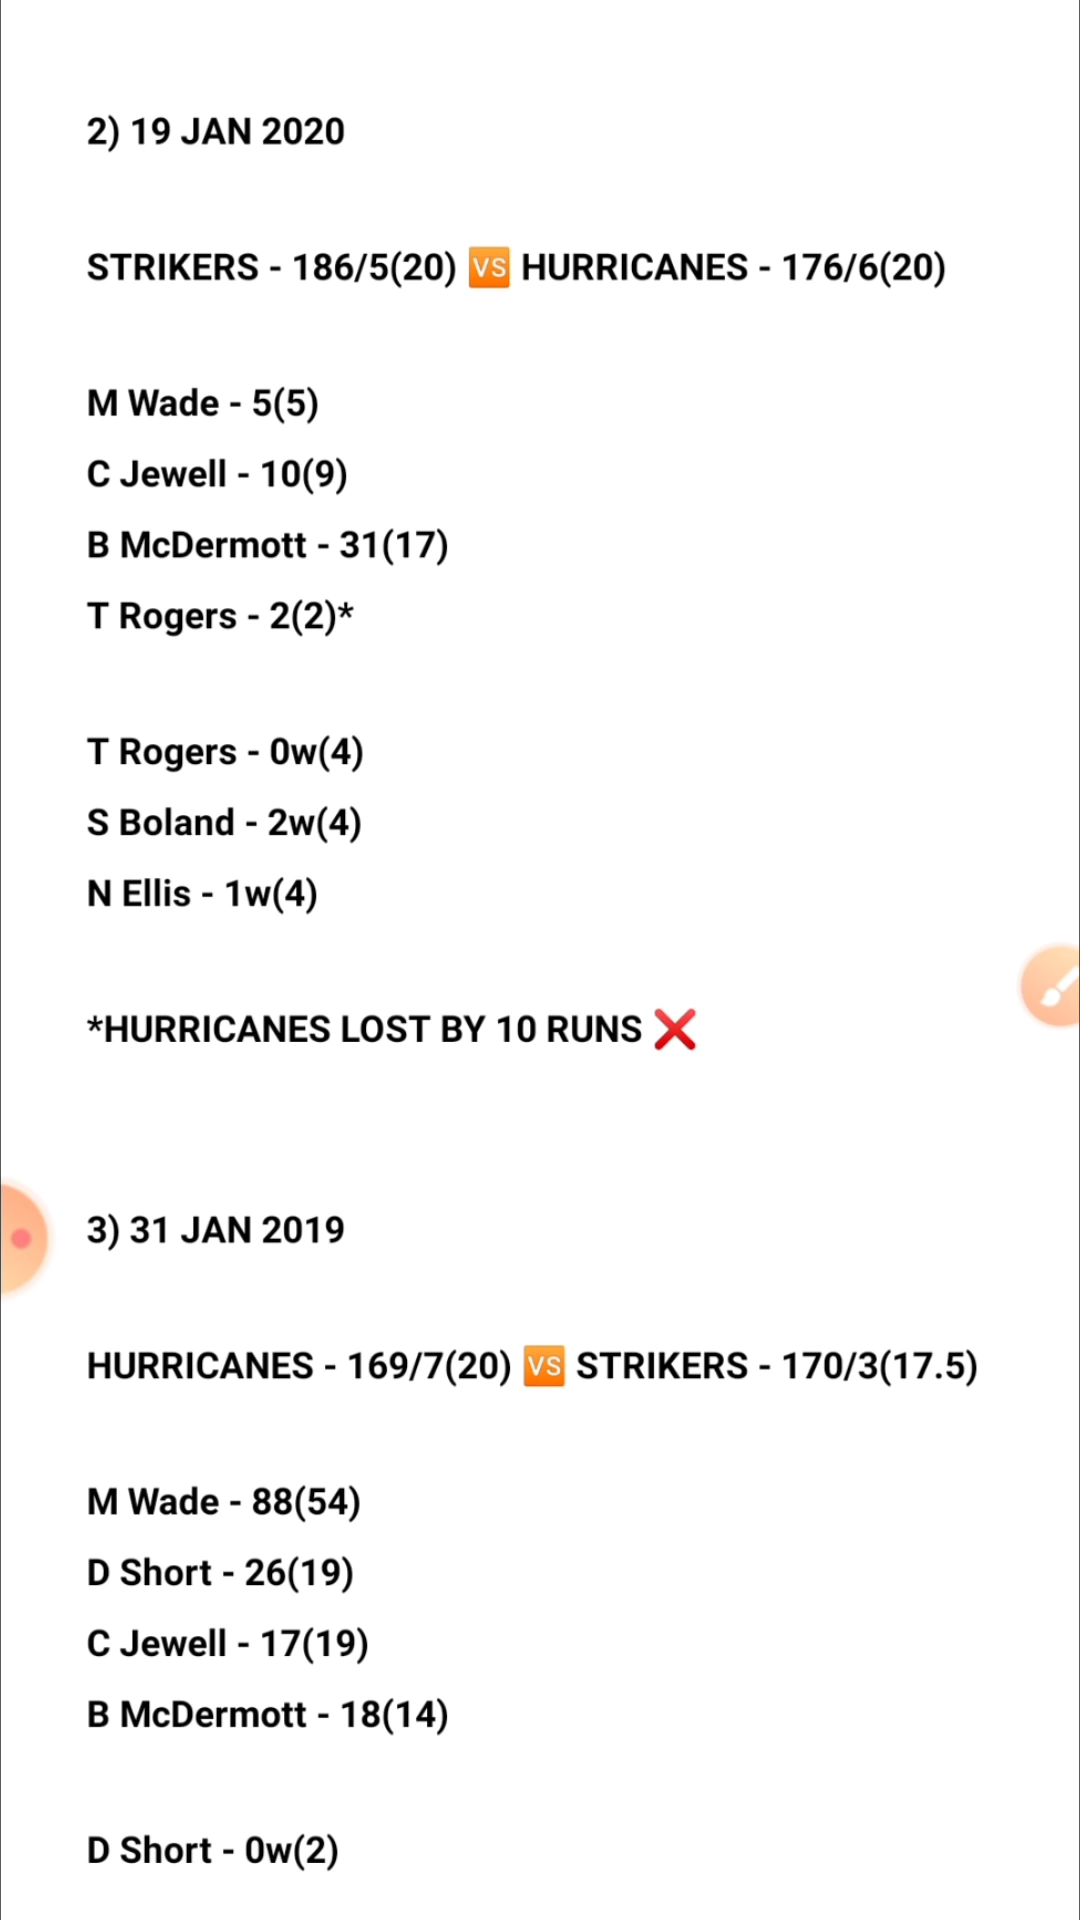 2) 19 JAN 2020
STRIKERS - 186/5(20) 🆚 HURRICANES - 176/6(20)
M Wade - 5(5)
C Jewell - 10(9)
B McDermott - 31(17)
T Rogers - 2(2)*
T Rogers - 0w(4)
S Boland - 2w(4)
N Ellis - 1w(4)
*HURRICANES LOST BY 10 RUNS ❌
3) 31 JAN 2019
HURRICANES - 169/7(20) 🆚 STRIKERS - 170/3(17.5)
M Wade - 88(54)
D Short - 26(19)
C Jewell - 17(19)
B McDermott - 18(14)
D Short - 0w(2)